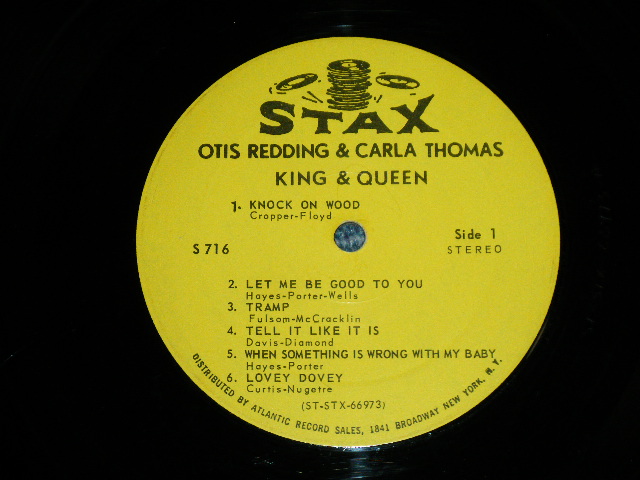 STAX
OTIS REDDING & CARLA THOMAS
KING & QUEEN
1. KNOCK ON WOOD
Cropper-Floyd
S 716
Side 1
STEREO
2. LET ME BE GOOD TO YOU
Hayes-Porter-Wells
3. TRAMP
Fulsom-McCracklin
4. TELL IT LIKE IT IS
Davis-Diamond
5. WHEN SOMETHING IS WRONG WITH MY BABY
Hayes-Porter
6. LOVEY DOVEY
Curtis-Nugetre
(ST-STX-66973)
DISTRIBUTED BY ATLANTIC RECORD SALES, 1841 BROADWAY NEW YORK, N.Y.